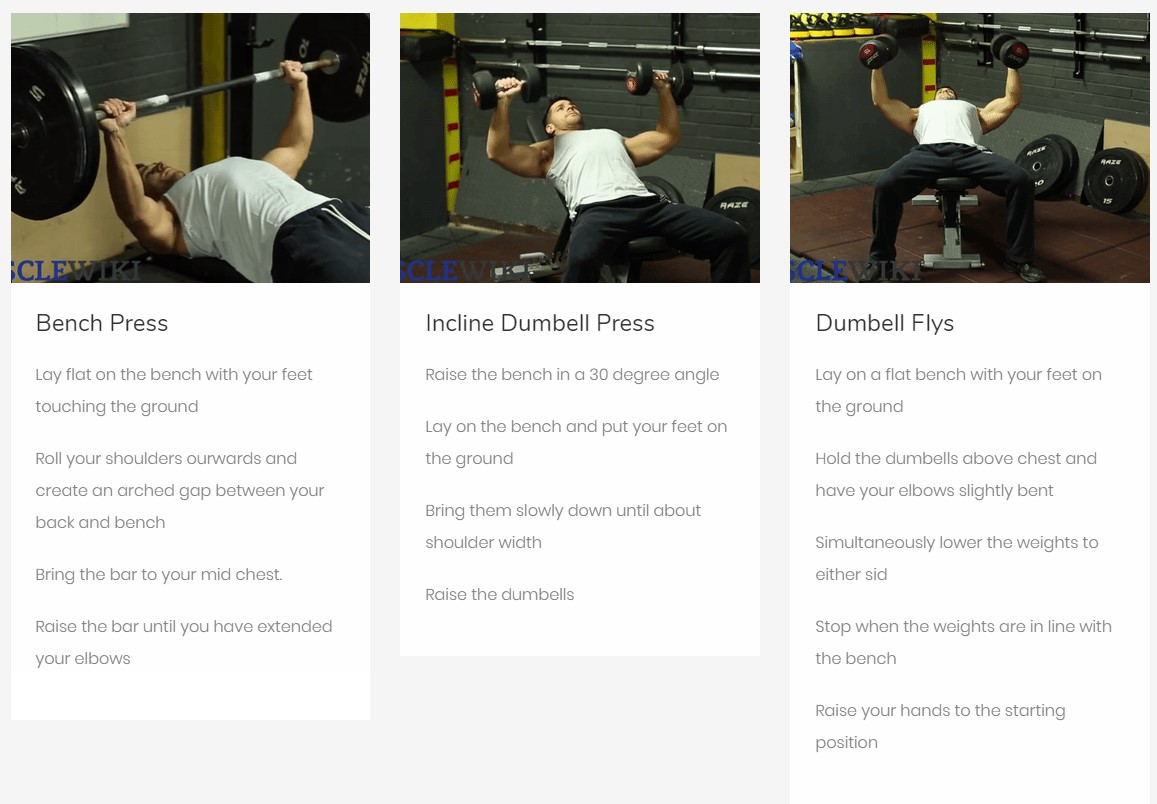 SCLEWIKI
Bench Press
Lay flat on the bench with your feet
touching the ground
Roll your shoulders ourwards and
create an arched gap between your
back and bench
Bring the bar to your mid chest.
Raise the bar until you have extended
your elbows
RAZE
SCLEWIKI
Incline Dumbell Press
Raise the bench in a 30 degree angle
Lay on the bench and put your feet on
the ground
Bring them slowly down until about
shoulder width
Raise the dumbells
RAZE
RAZE
20
15
SCLEWIKI
Dumbell Flys
Lay on a flat bench with your feet on
the ground
Hold the dumbells above chest and
have your elbows slightly bent
Simultaneously lower the weights to
either sid
Stop when the weights are in line with
the bench
Raise your hands to the starting
position